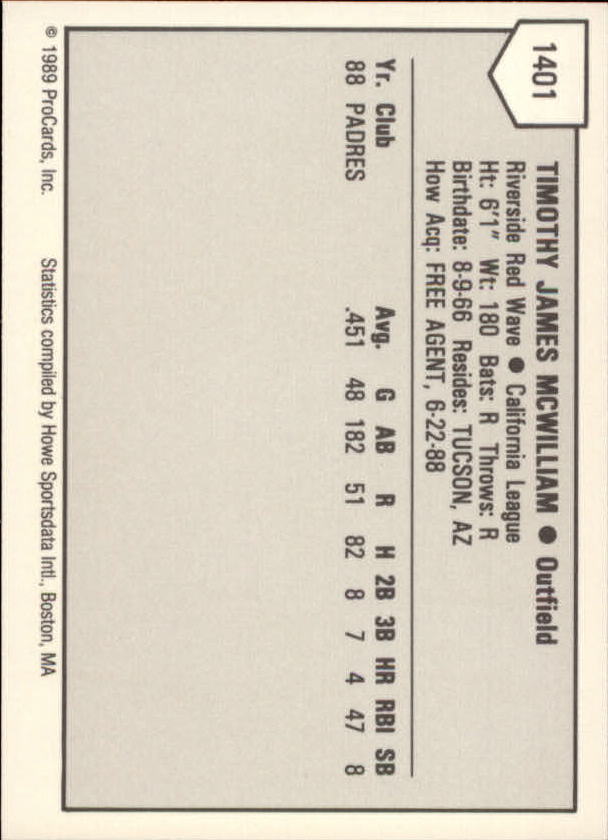 1401
TIMOTHY JAMES MCWILLIAM ● Outfield
Riverside Red Wave ● California League
Ht: 6'1" Wt: 180 Bats: R Throws: R
Birthdate: 8-9-66 Resides: TUCSON, AZ
How Acq: FREE AGENT, 6-22-88
Yr. Club Avg. G AB R H 2B 3B HR RBI SB
88 PADRES .451 48 182 51 82 8 7 4 47 8
© 1989 ProCards, Inc. Statistics compiled by Howe Sportsdata Intl., Boston, MA